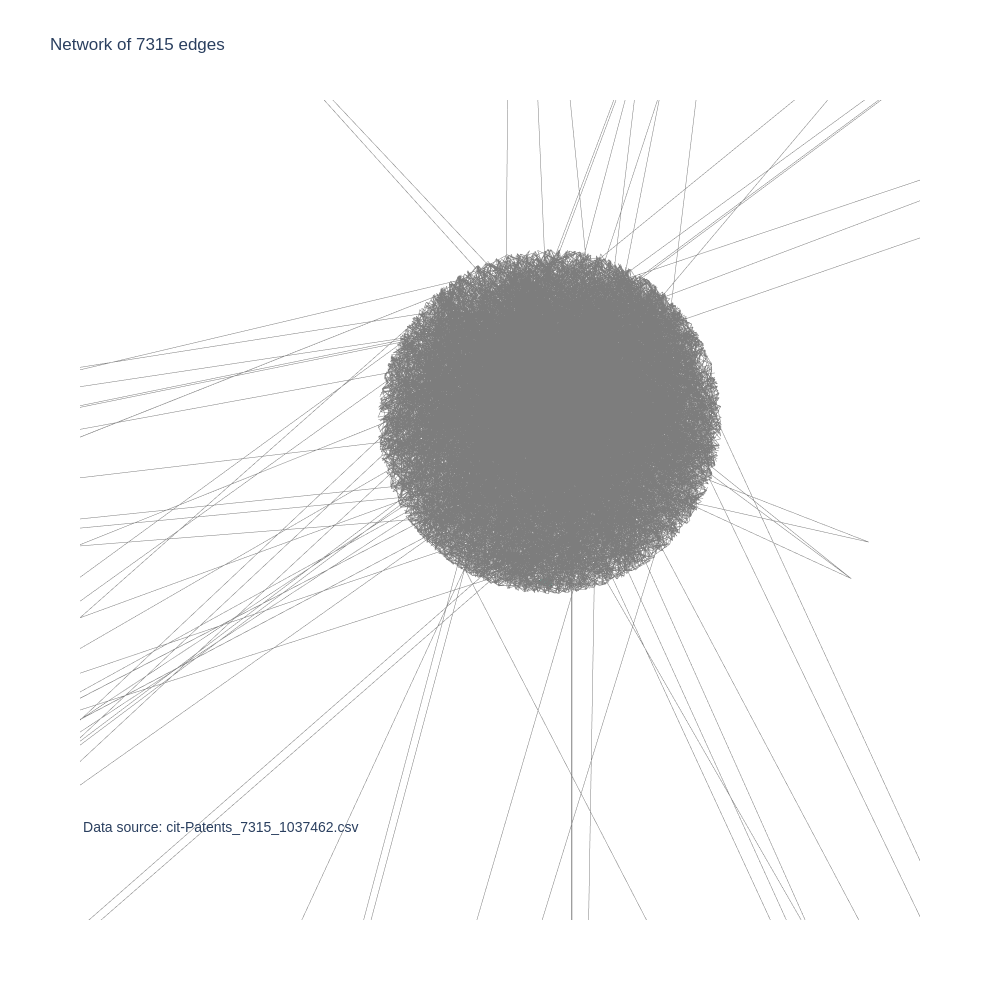 Network of 7315 edges
Data source: cit-Patents_7315_1037462.csv